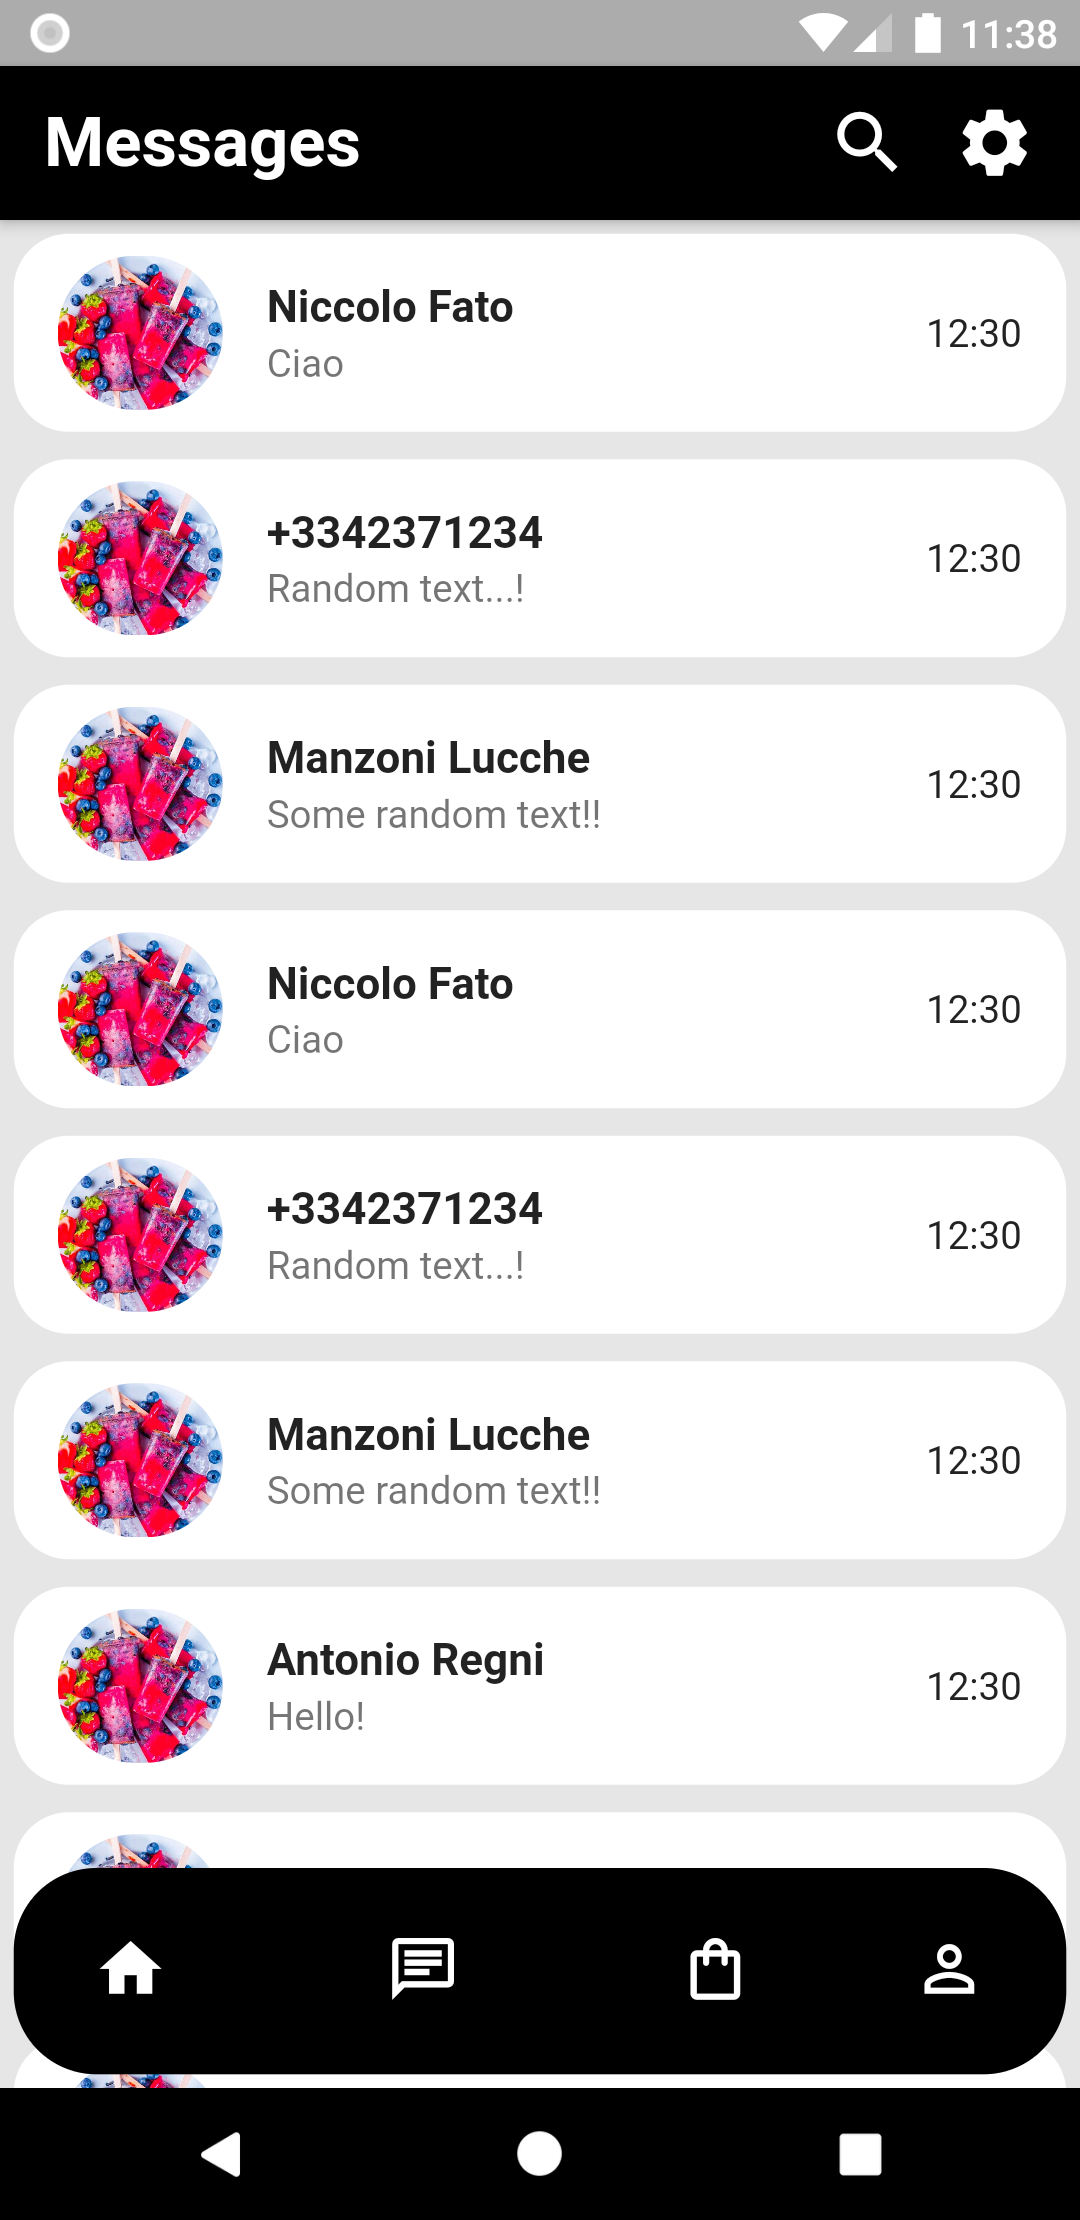 11:38
Messages
Niccolo Fato
Ciao
12:30
+3342371234
Random text...!
12:30
Manzoni Lucche
Some random text!!
12:30
Niccolo Fato
Ciao
12:30
+3342371234
Random text...!
12:30
Manzoni Lucche
Some random text!!
12:30
Antonio Regni
Hello!
12:30